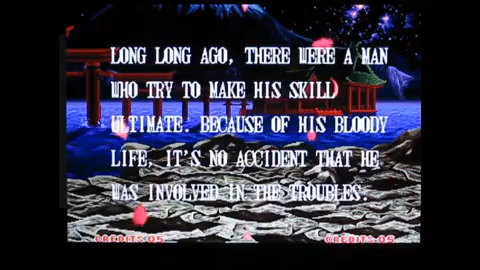 LONG LONG AGO, THERE WERE A MAN
WHO TRY TO MAKE HIS SKILL
ULTIMATE. BECAUSE OF HIS BLOODY
LIFE, IT'S NO ACCIDENT THAT HE
WAS INVOLVED IN THE TROUBLES.
CREDITS 05 CREDITS 05